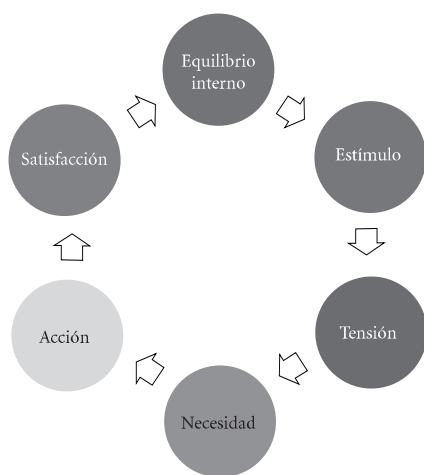 Equilibrio
interno
Estímulo
Tensión
Necesidad
Acción
Satisfacción